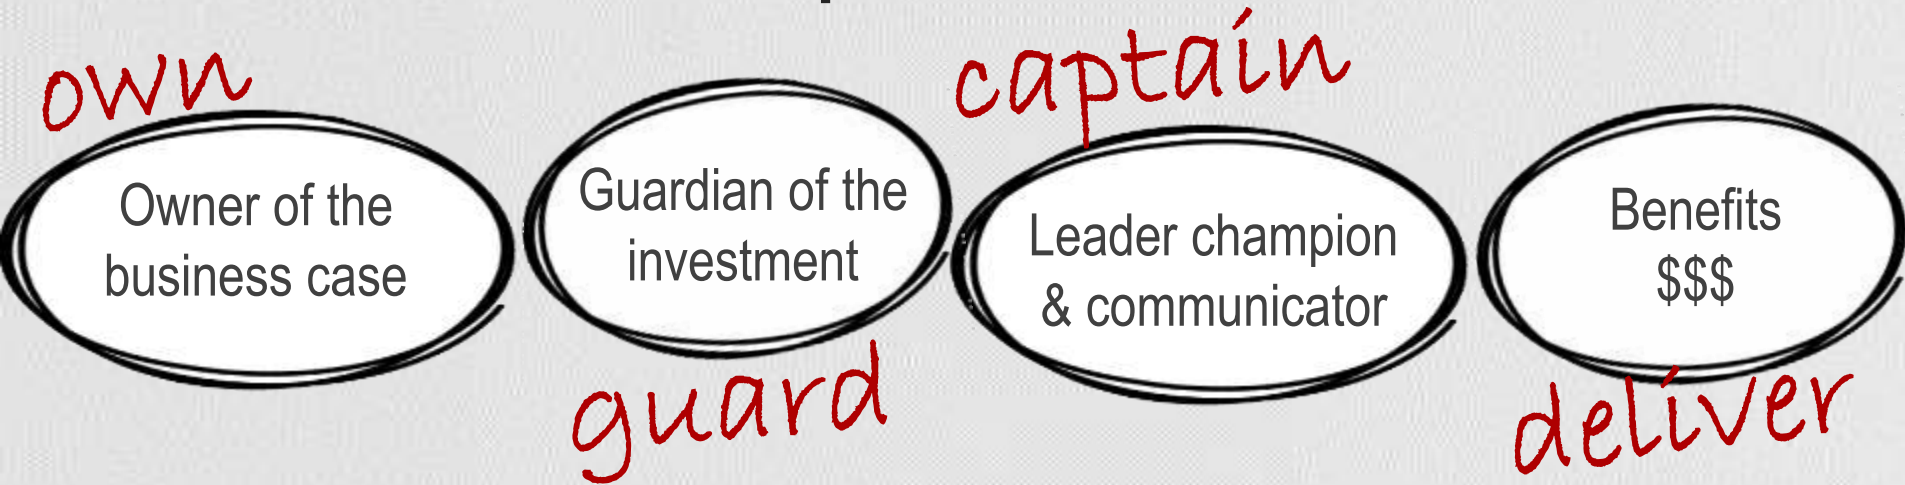 own
Owner of the
business case
Guardian of the
investment
guard
captain
Leader champion
& communicator
Benefits
$$$
deliver